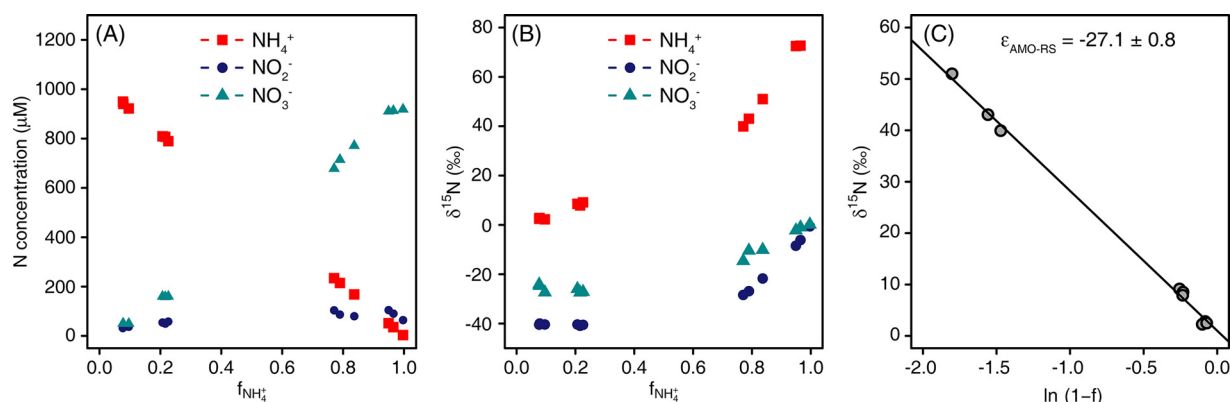 (A)
NH₄⁺
NO₂⁻
NO₃⁻
1200
1000
800
600
400
200
0
N concentration (µM)
0.0 0.2 0.4 0.6 0.8 1.0
f_NH₄⁺
(B)
NH₄⁺
NO₂⁻
NO₃⁻
80
60
40
20
0
-20
-40
δ¹⁵N (‰)
0.0 0.2 0.4 0.6 0.8 1.0
f_NH₄⁺
(C)
ε_AMO-RS = -27.1 ± 0.8
60
50
40
30
20
10
0
δ¹⁵N (‰)
-2.0 -1.5 -1.0 -0.5 0.0
ln (1−f)